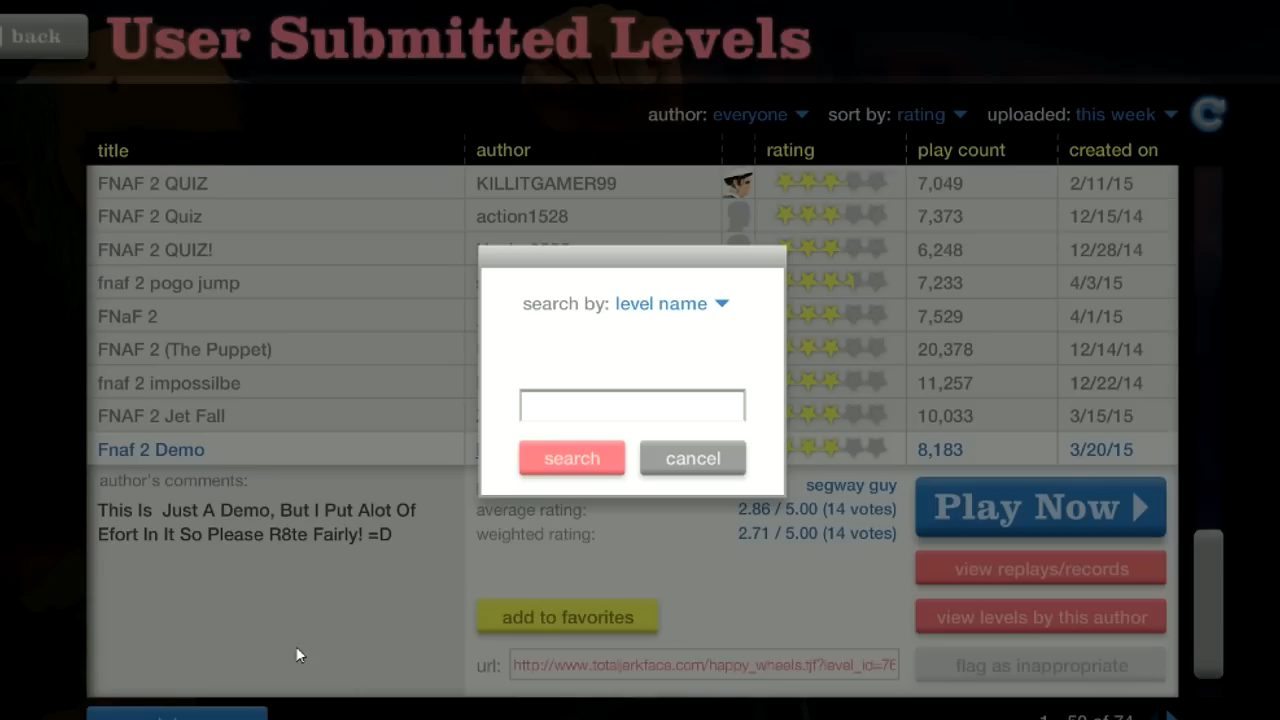 back
User Submitted Levels
author: everyone sort by: rating uploaded: this week
title author rating play count created on
FNAF 2 QUIZ KILLITGAMER99 7,049 2/11/15
FNAF 2 Quiz action1528 7,373 12/15/14
FNAF 2 QUIZ! 6,248 12/28/14
fnaf 2 pogo jump 7,233 4/3/15
FNaF 2 7,529 4/1/15
FNAF 2 (The Puppet) 20,378 12/14/14
fnaf 2 impossilbe 11,257 12/22/14
FNAF 2 Jet Fall 10,033 3/15/15
Fnaf 2 Demo 8,183 3/20/15
search by: level name
search cancel
author's comments:
This Is Just A Demo, But I Put Alot Of
Efort In It So Please R8te Fairly! =D
segway guy
average rating: 2.86 / 5.00 (14 votes)
weighted rating: 2.71 / 5.00 (14 votes)
add to favorites
url: http://www.totaljerkface.com/happy_wheels.tjf?level_id=7
Play Now
view replays/records
view levels by this author
flag as inappropriate